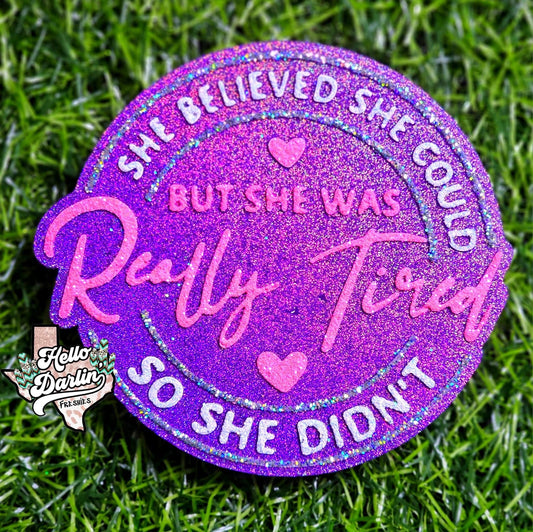 SHE BELIEVED SHE COULD
BUT SHE WAS
Really Tired
SO SHE DIDN'T
Hello
Darlin
FRESHIES